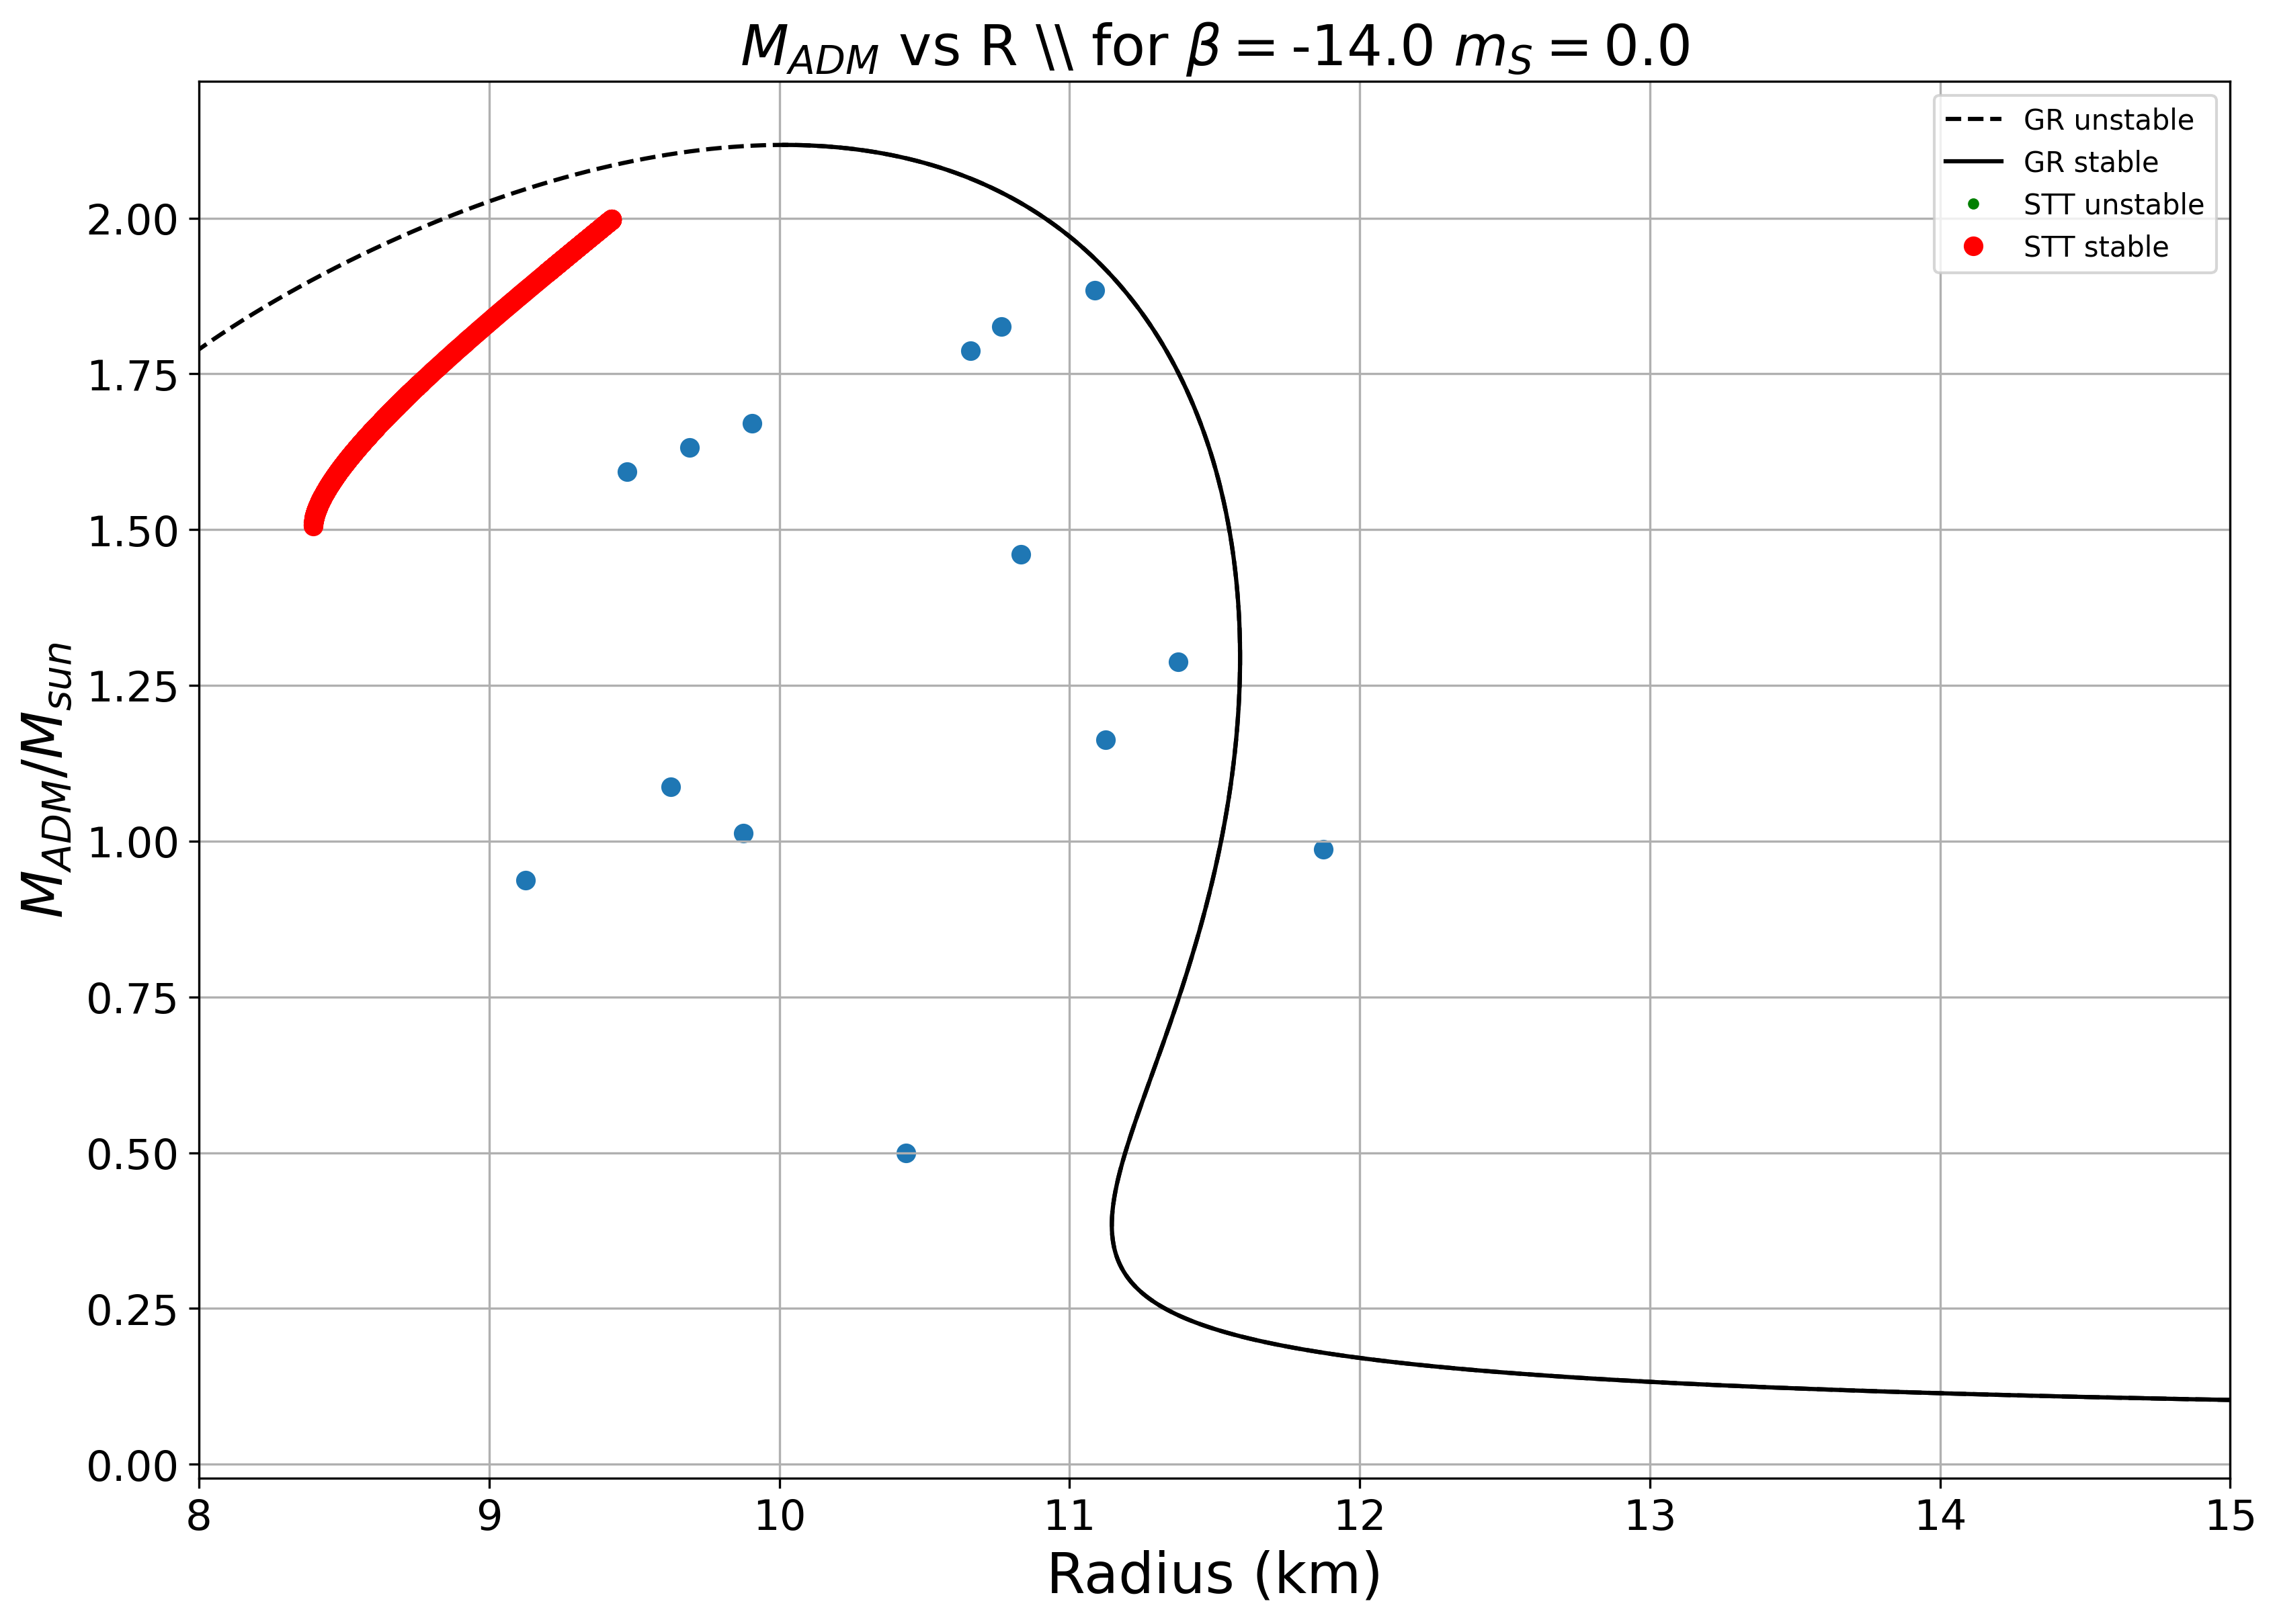 M_{ADM} vs R \\ for β = -14.0 m_S = 0.0
GR unstable
GR stable
STT unstable
STT stable
M_{ADM}/M_{sun}
2.00
1.75
1.50
1.25
1.00
0.75
0.50
0.25
0.00
8 9 10 11 12 13 14 15
Radius (km)